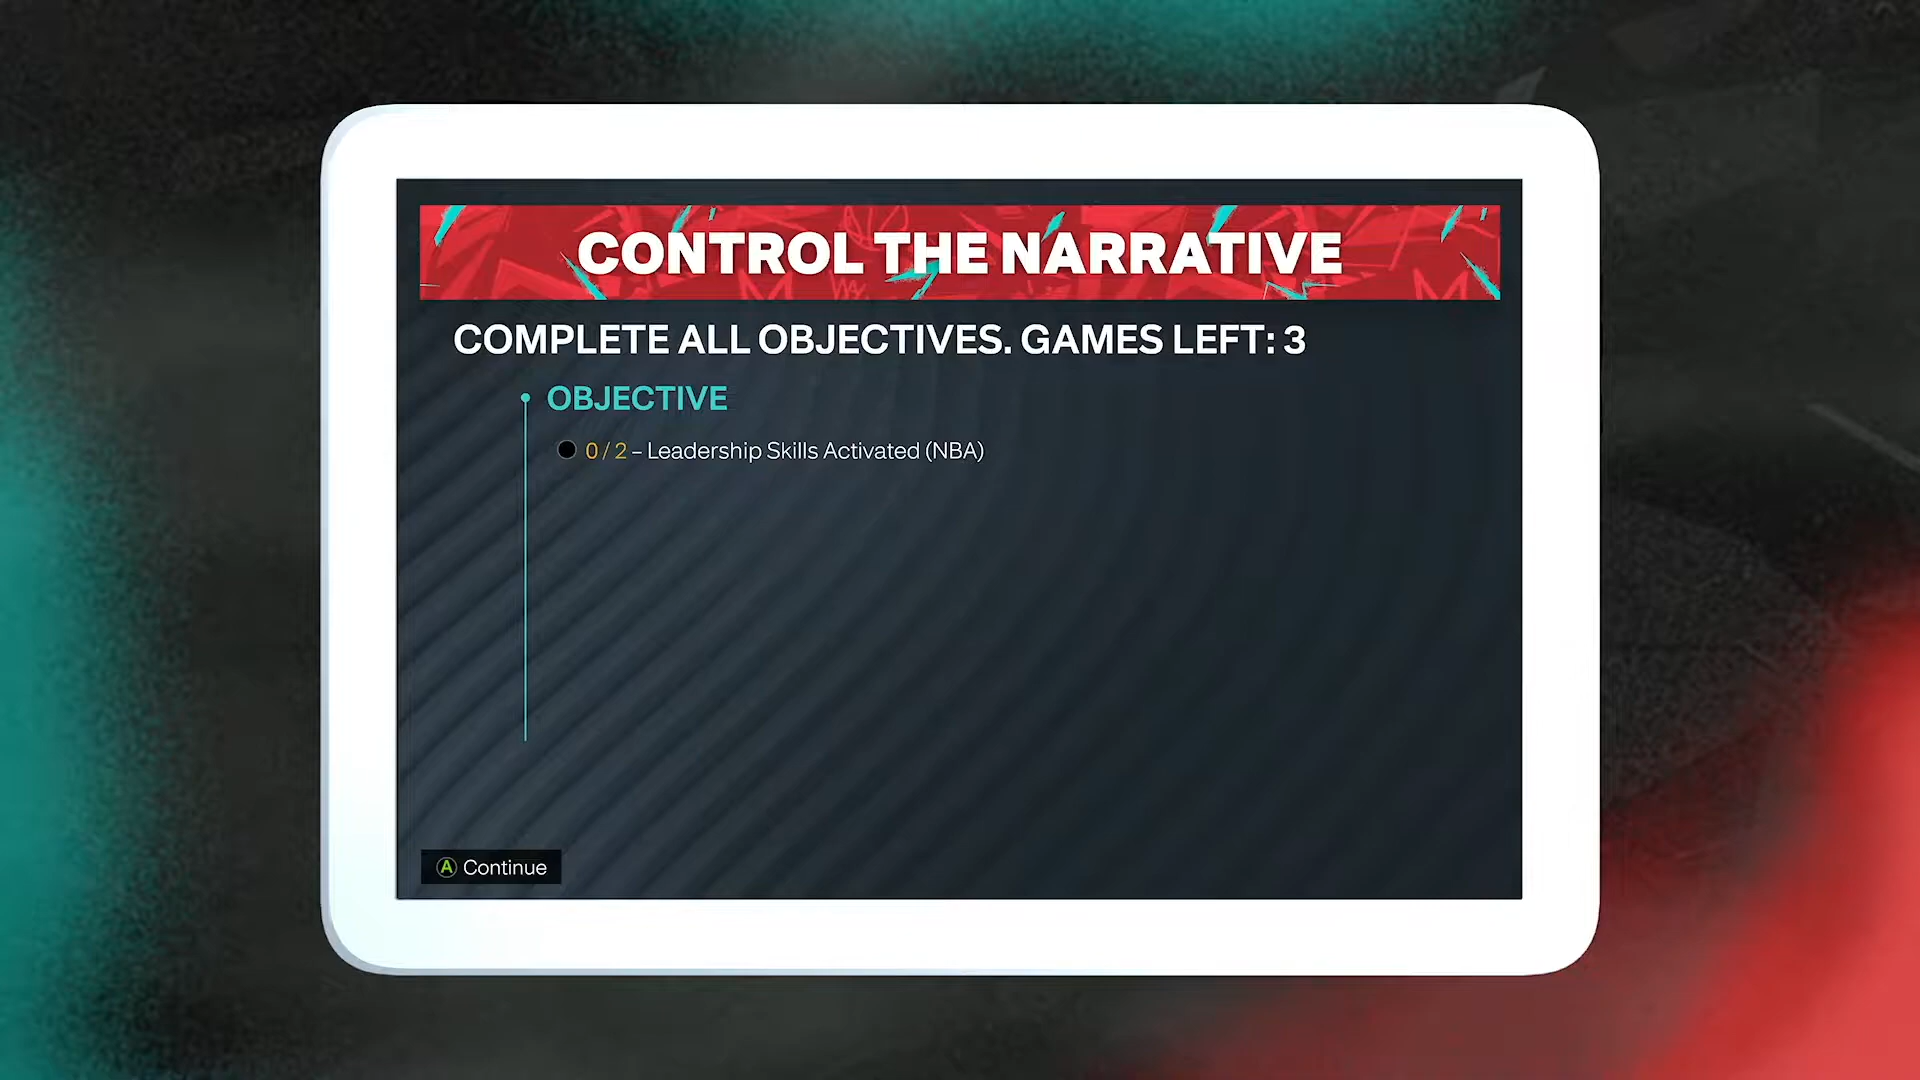 CONTROL THE NARRATIVE
COMPLETE ALL OBJECTIVES. GAMES LEFT: 3
OBJECTIVE
0 / 2 – Leadership Skills Activated (NBA)
A Continue